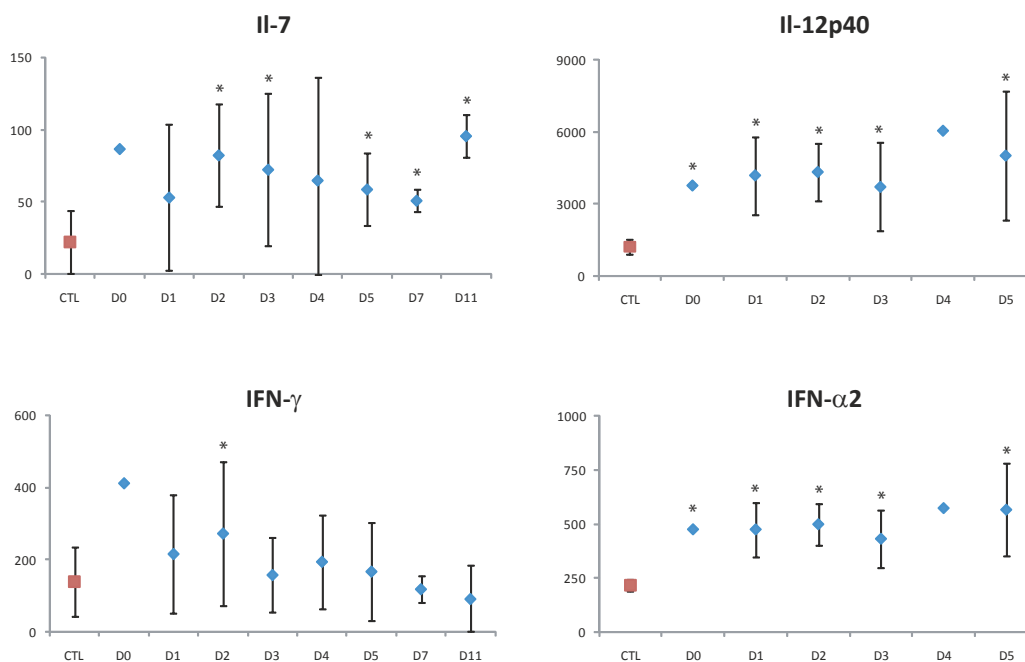 Il-7
150
100
50
0
* * * * *
CTL D0 D1 D2 D3 D4 D5 D7 D11
Il-12p40
9000
6000
3000
0
* * * * *
CTL D0 D1 D2 D3 D4 D5
IFN-γ
600
400
200
0
*
CTL D0 D1 D2 D3 D4 D5 D7 D11
IFN-α2
1000
750
500
250
0
* * * * *
CTL D0 D1 D2 D3 D4 D5